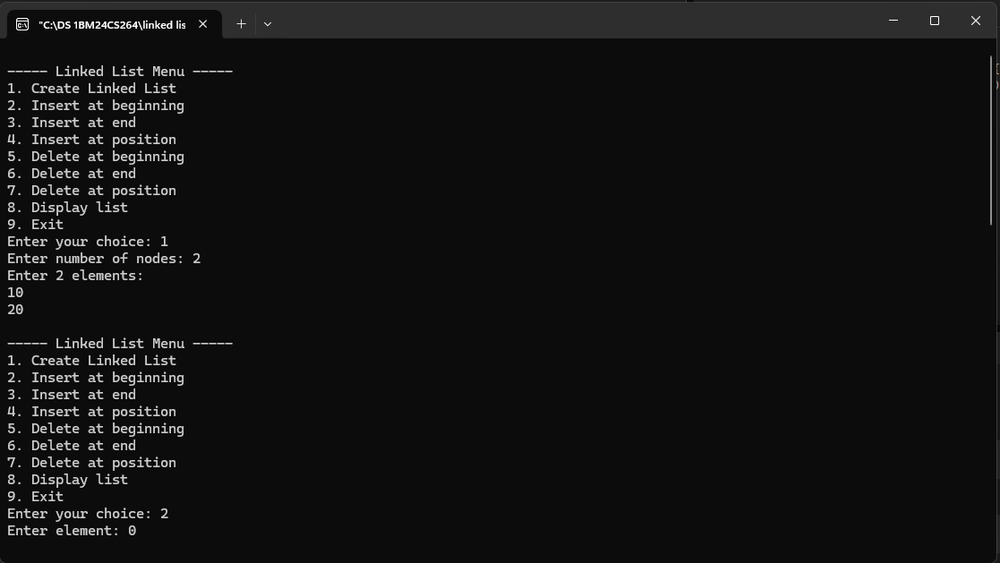 "C:\DS 1BM24CS264\linked lis
----- Linked List Menu -----
1. Create Linked List
2. Insert at beginning
3. Insert at end
4. Insert at position
5. Delete at beginning
6. Delete at end
7. Delete at position
8. Display list
9. Exit
Enter your choice: 1
Enter number of nodes: 2
Enter 2 elements:
10
20
----- Linked List Menu -----
1. Create Linked List
2. Insert at beginning
3. Insert at end
4. Insert at position
5. Delete at beginning
6. Delete at end
7. Delete at position
8. Display list
9. Exit
Enter your choice: 2
Enter element: 0